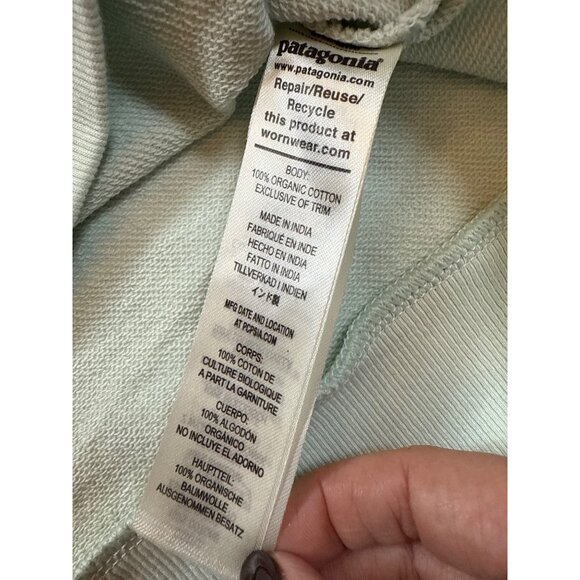 patagonia®
www.patagonia.com
Repair/Reuse/
Recycle
this product at
wornwear.com
BODY:
100% ORGANIC COTTON
EXCLUSIVE OF TRIM
MADE IN INDIA
FABRIQUÉ EN INDE
HECHO EN INDIA
FATTO IN INDIA
TILLVERKAD I INDIEN
インド製
MFG DATE AND LOCATION
AT PCPSIA.COM
CORPS:
100% COTON DE
CULTURE BIOLOGIQUE
A PART LA GARNITURE
CUERPO:
100% ALGODÓN
ORGÁNICO
NO INCLUYE EL ADORNO
HAUPTTEIL:
100% ORGANISCHE
BAUMWOLLE
AUSGENOMMEN BESATZ